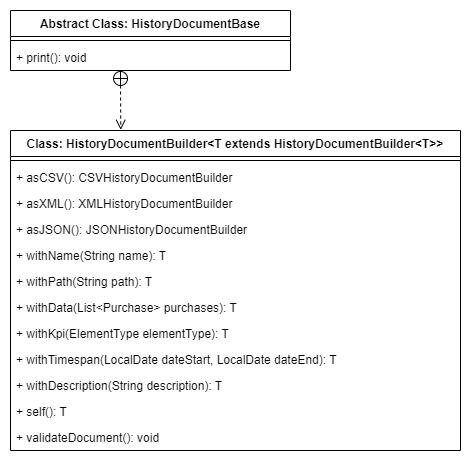 Abstract Class: HistoryDocumentBase
+ print(): void
Class: HistoryDocumentBuilder<T extends HistoryDocumentBuilder<T>>
+ asCSV(): CSVHistoryDocumentBuilder
+ asXML(): XMLHistoryDocumentBuilder
+ asJSON(): JSONHistoryDocumentBuilder
+ withName(String name): T
+ withPath(String path): T
+ withData(List<Purchase> purchases): T
+ withKpi(ElementType elementType): T
+ withTimespan(LocalDate dateStart, LocalDate dateEnd): T
+ withDescription(String description): T
+ self(): T
+ validateDocument(): void